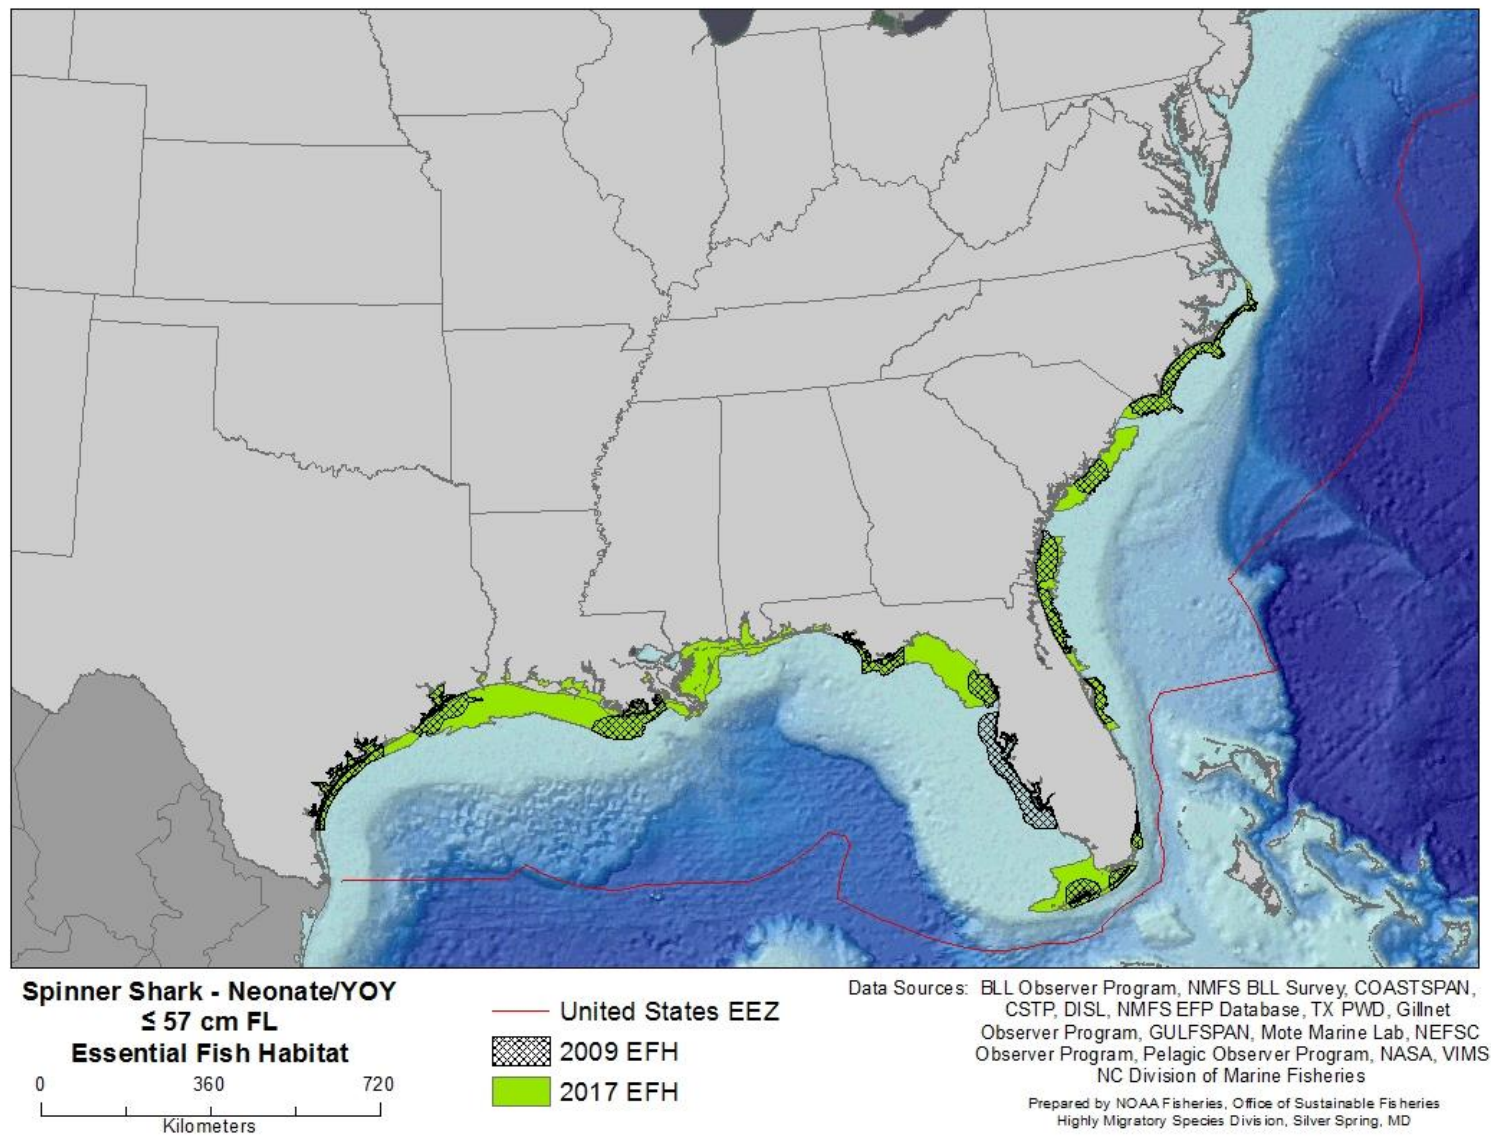 Spinner Shark - Neonate/YOY
≤ 57 cm FL
Essential Fish Habitat
0 360 720
Kilometers
United States EEZ
2009 EFH
2017 EFH
Data Sources: BLL Observer Program, NMFS BLL Survey, COASTSPAN,
CSTP, DISL, NMFS EFP Database, TX PWD, Gillnet
Observer Program, GULFSPAN, Mote Marine Lab, NEFSC
Observer Program, Pelagic Observer Program, NASA, VIMS
NC Division of Marine Fisheries
Prepared by NOAA Fisheries, Office of Sustainable Fisheries
Highly Migratory Species Division, Silver Spring, MD